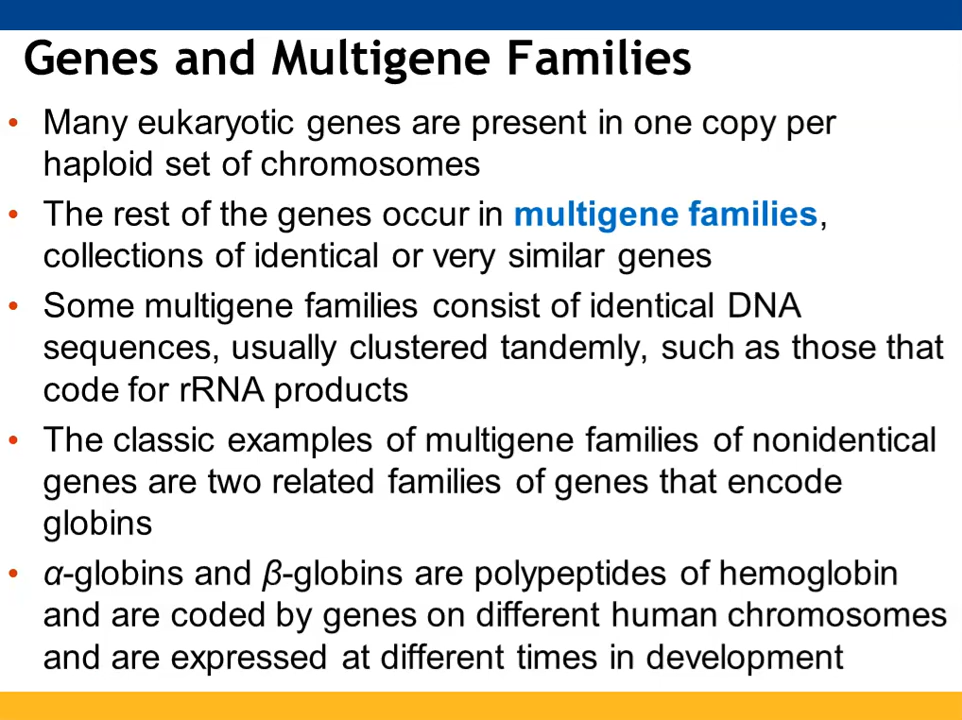 Genes and Multigene Families
• Many eukaryotic genes are present in one copy per
haploid set of chromosomes
• The rest of the genes occur in multigene families,
collections of identical or very similar genes
• Some multigene families consist of identical DNA
sequences, usually clustered tandemly, such as those that
code for rRNA products
• The classic examples of multigene families of nonidentical
genes are two related families of genes that encode
globins
• α-globins and β-globins are polypeptides of hemoglobin
and are coded by genes on different human chromosomes
and are expressed at different times in development